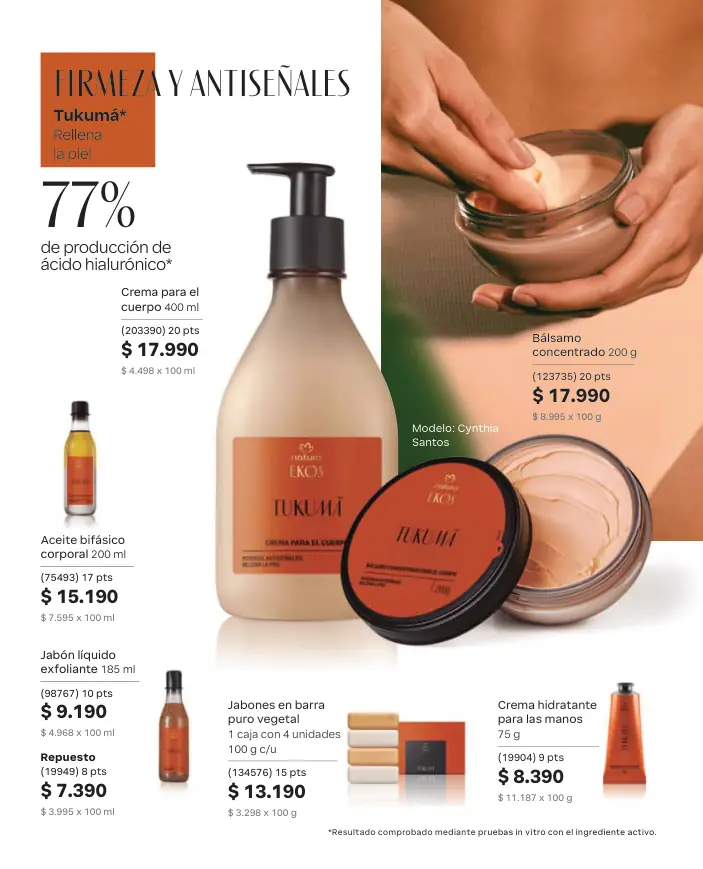 FIRMEZA Y ANTISEÑALES
Tukumá*
Rellena
la piel
77%
de producción de
ácido hialurónico*
Crema para el
cuerpo 400 ml
(203390) 20 pts
$ 17.990
$ 4.498 x 100 ml
Bálsamo
concentrado 200 g
(123735) 20 pts
$ 17.990
$ 8.995 x 100 g
Modelo: Cynthia
Santos
natura
EKOS
TUKUMÃ
CREMA PARA EL CUERPO
natura
EKOS
TUKUMÃ
200g
Aceite bifásico
corporal 200 ml
(75493) 17 pts
$ 15.190
$ 7.595 x 100 ml
Jabón líquido
exfoliante 185 ml
(98767) 10 pts
$ 9.190
$ 4.968 x 100 ml
Repuesto
(19949) 8 pts
$ 7.390
$ 3.995 x 100 ml
Jabones en barra
puro vegetal
1 caja con 4 unidades
100 g c/u
(134576) 15 pts
$ 13.190
$ 3.298 x 100 g
Crema hidratante
para las manos
75 g
(19904) 9 pts
$ 8.390
$ 11.187 x 100 g
*Resultado comprobado mediante pruebas in vitro con el ingrediente activo.